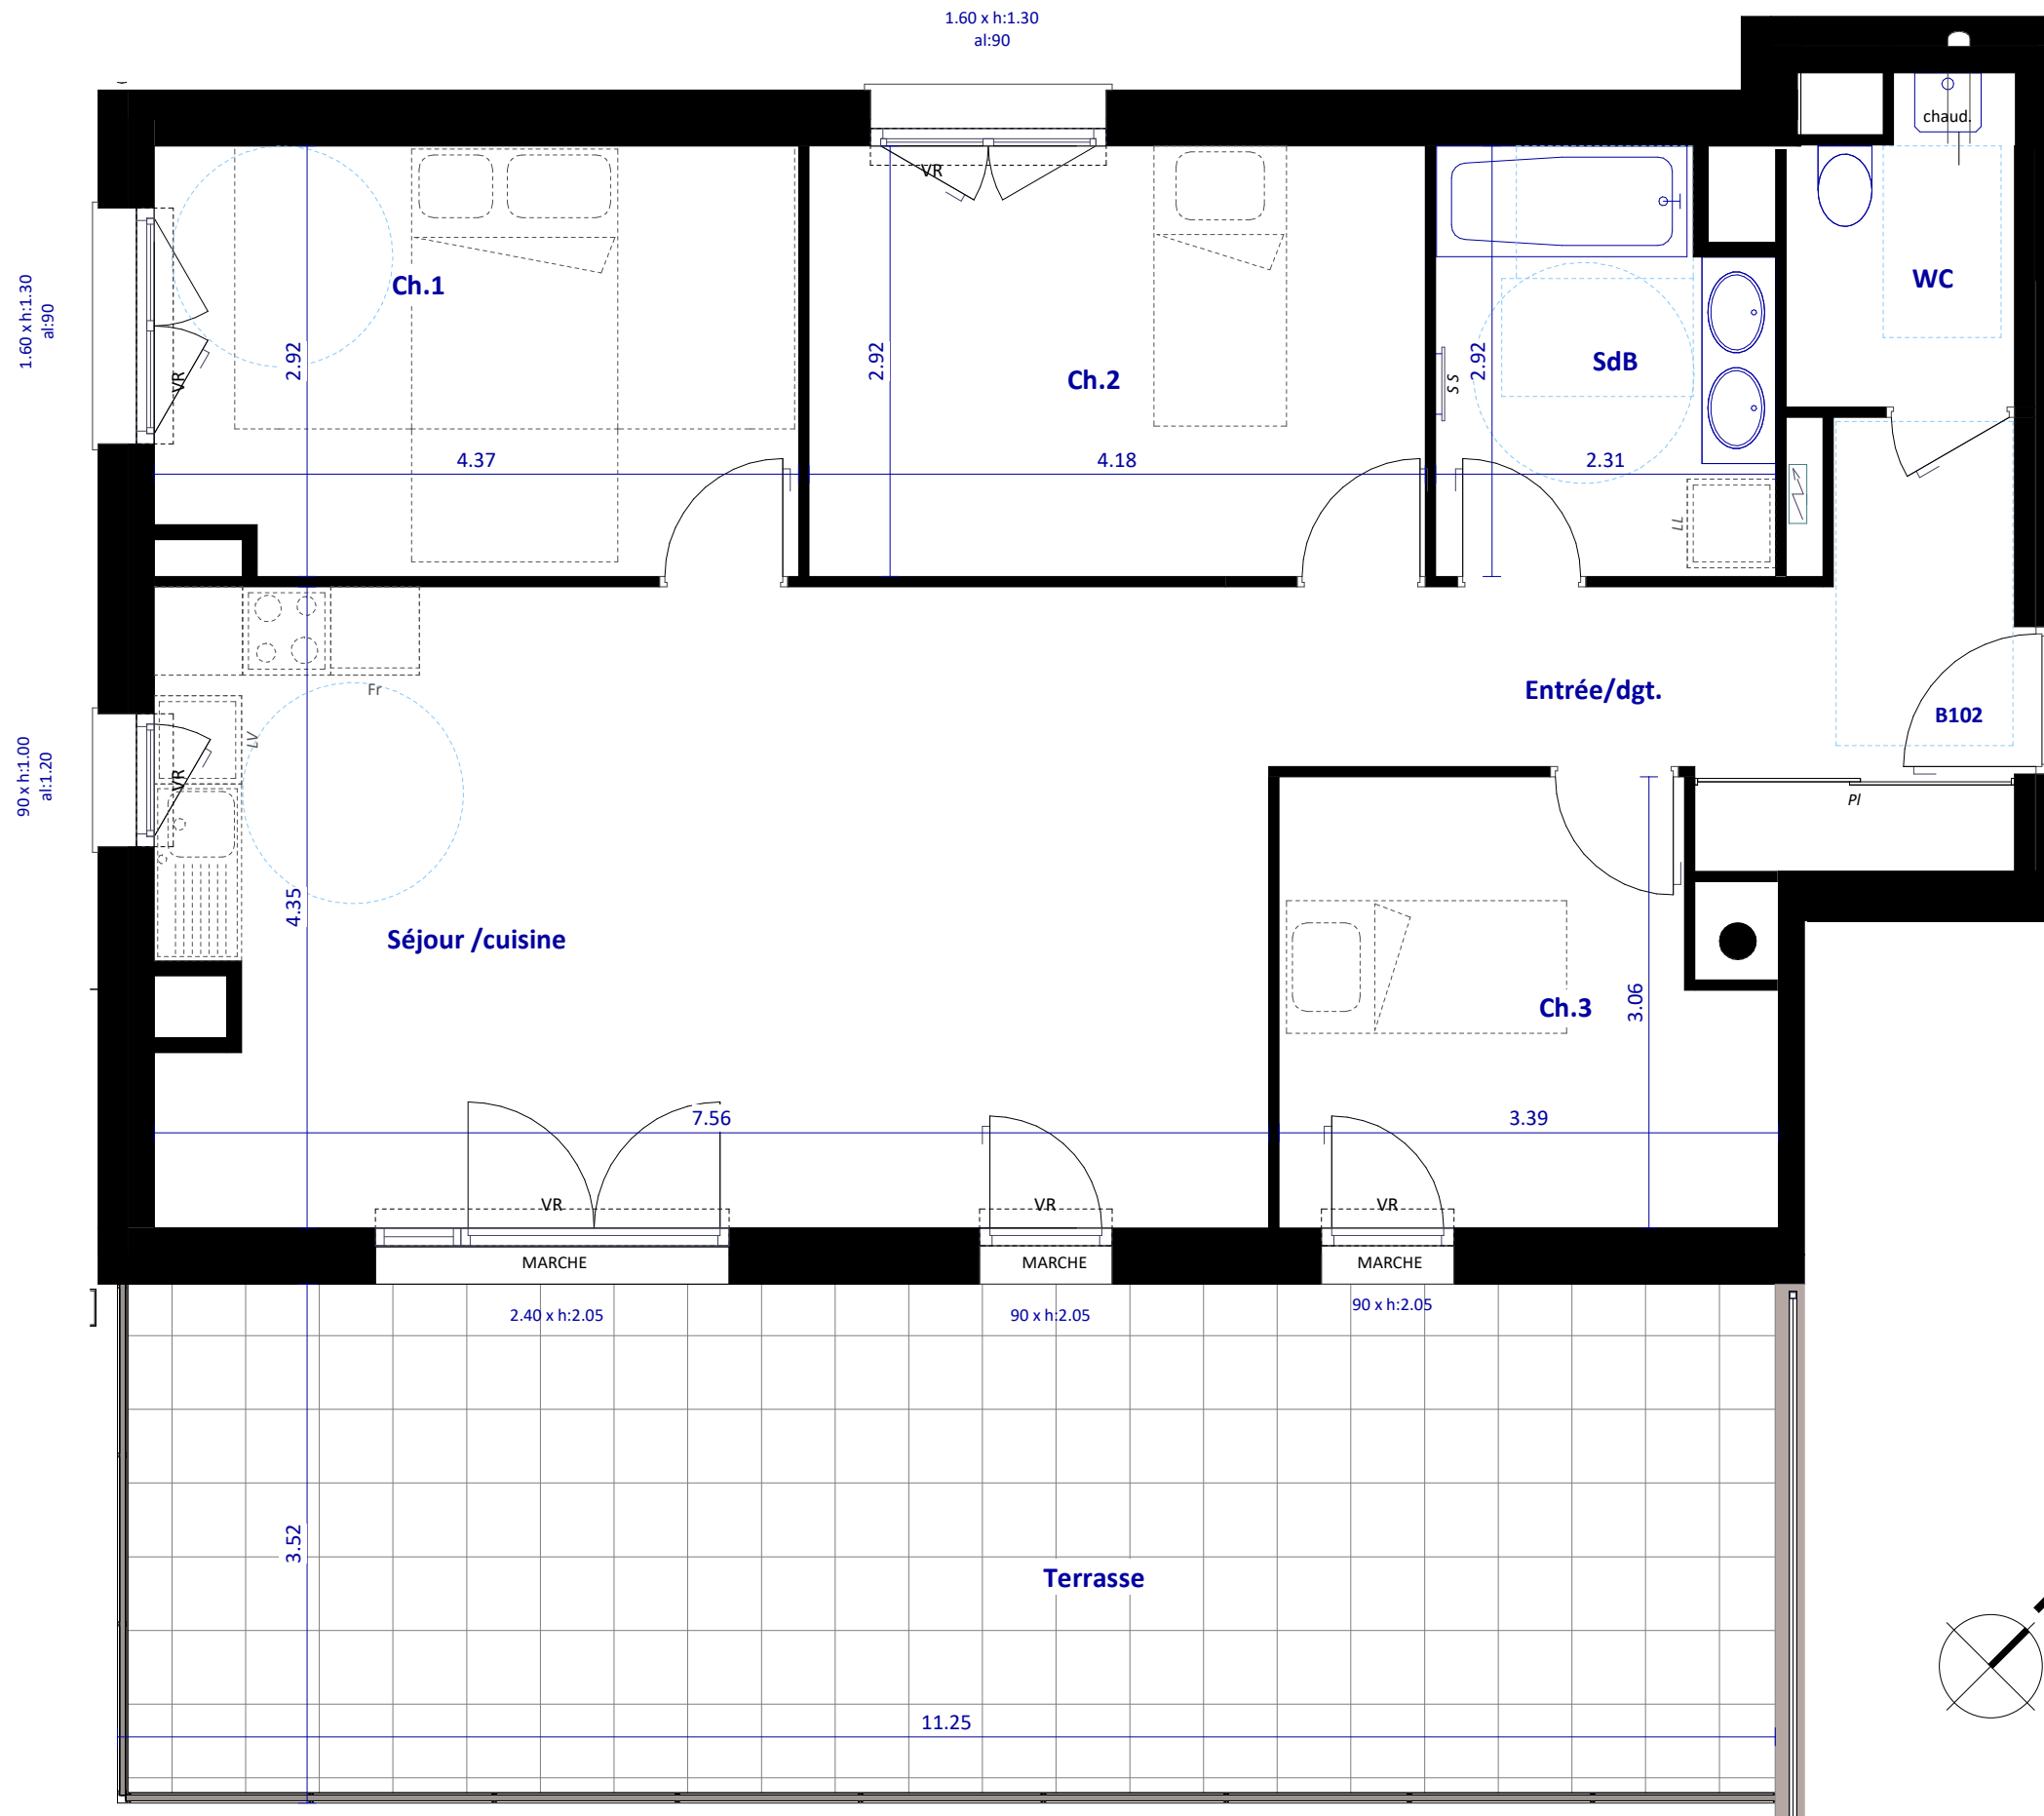 1.60 x h:1.30
al:90
chaud.
VR
Ch.1
WC
1.60 x h:1.30
al:90
2.92
2.92
2.92
SdB
Ch.2
VR
S S
4.37
4.18
2.31
LL
Fr
Entrée/dgt.
B102
LV
90 x h:1.00
al:1.20
VR
Pl
4.35
Séjour /cuisine
Ch.3
3.06
7.56
3.39
VR
VR
VR
MARCHE
MARCHE
MARCHE
2.40 x h:2.05
90 x h:2.05
90 x h:2.05
3.52
Terrasse
11.25